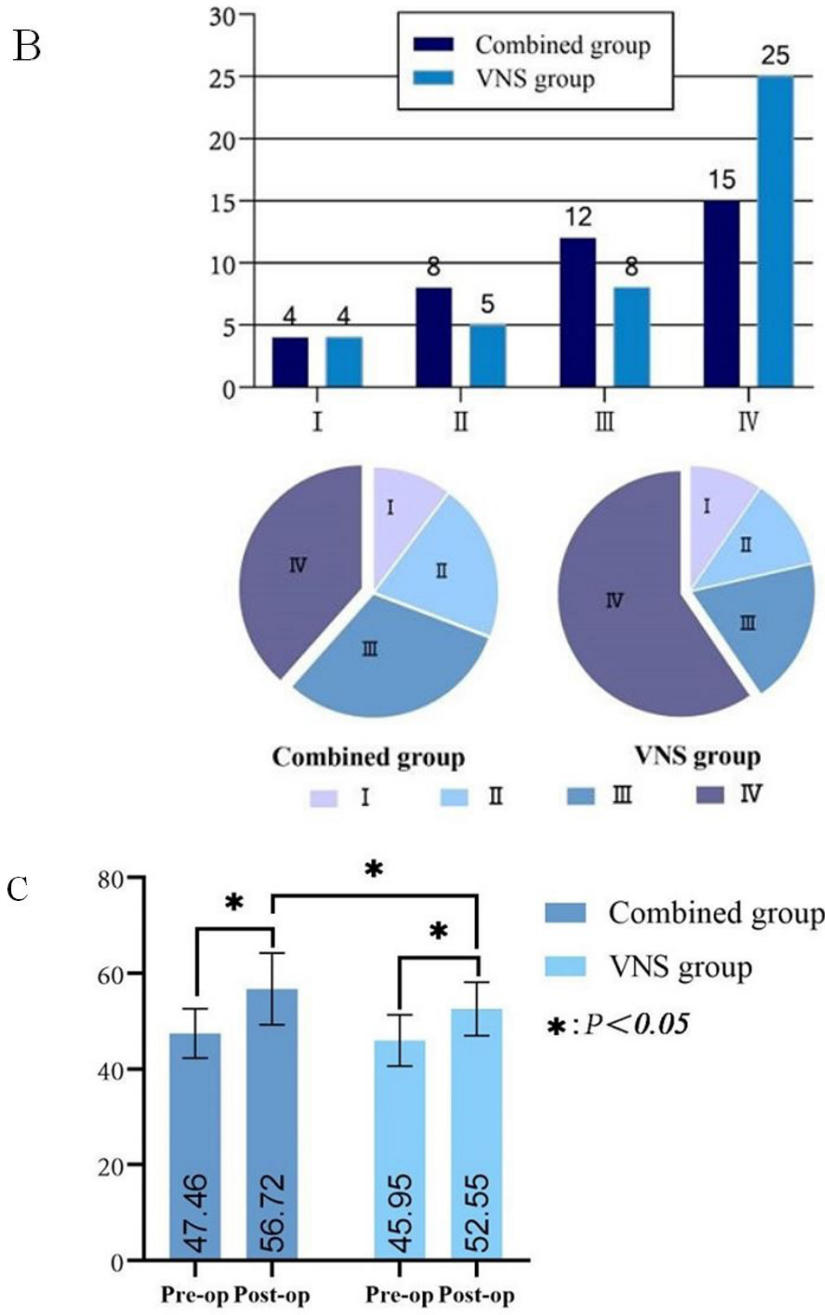 B
30
25
20
15
10
5
0
Combined group
VNS group
4 4
8 5
12 8
15 25
Ⅰ Ⅱ Ⅲ Ⅳ
Ⅰ
Ⅱ
Ⅲ
Ⅳ
Ⅰ
Ⅱ
Ⅲ
Ⅳ
Combined group VNS group
Ⅰ Ⅱ Ⅲ Ⅳ
C
80
60
40
20
0
* * *
Combined group
VNS group
*: P<0.05
47.46
56.72
45.95
52.55
Pre-op Post-op Pre-op Post-op